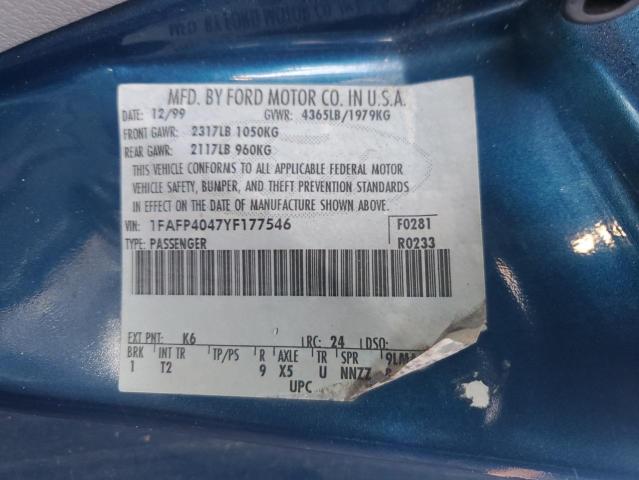 MFD. BY FORD MOTOR CO. IN U.S.A.
DATE: 12/99 GVWR: 4365LB/1979KG
FRONT GAWR: 2317LB 1050KG
REAR GAWR: 2117LB 960KG
THIS VEHICLE CONFORMS TO ALL APPLICABLE FEDERAL MOTOR
VEHICLE SAFETY, BUMPER, AND THEFT PREVENTION STANDARDS
IN EFFECT ON THE DATE OF MANUFACTURE SHOWN ABOVE.
VIN: 1FAFP4047YF177546 F0281
TYPE: PASSENGER R0233
EXT PNT: K6 RC: 24 DSO:
BRK INT TR TP/PS R AXLE TR SPR
1 T2 9 X5 U NNZZ
UPC